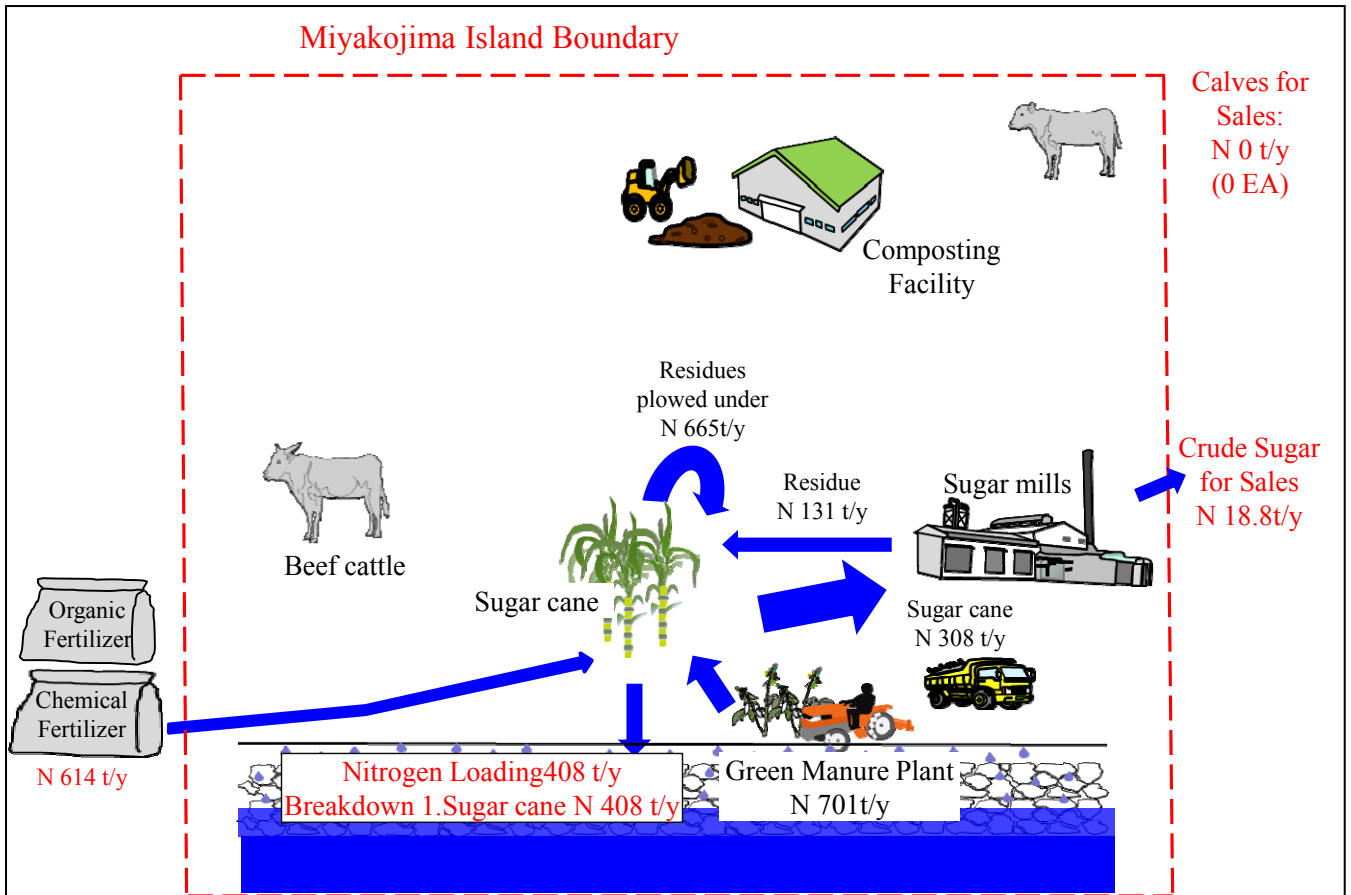 Miyakojima Island Boundary
Calves for
Sales:
N 0 t/y
(0 EA)
Composting
Facility
Residues
plowed under
N 665t/y
Residue
N 131 t/y
Sugar mills
Crude Sugar
for Sales
N 18.8t/y
Beef cattle
Sugar cane
Sugar cane
N 308 t/y
Organic
Fertilizer
Chemical
Fertilizer
N 614 t/y
Nitrogen Loading408 t/y
Breakdown 1.Sugar cane N 408 t/y
Green Manure Plant
N 701t/y